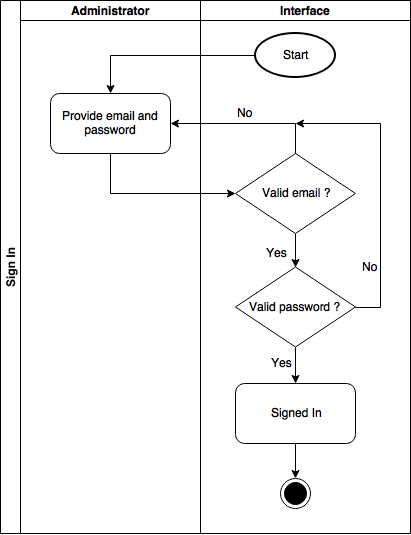 Administrator
Interface
Start
Provide email and
password
No
Valid email ?
Sign In
Yes
No
Valid password ?
Yes
Signed In